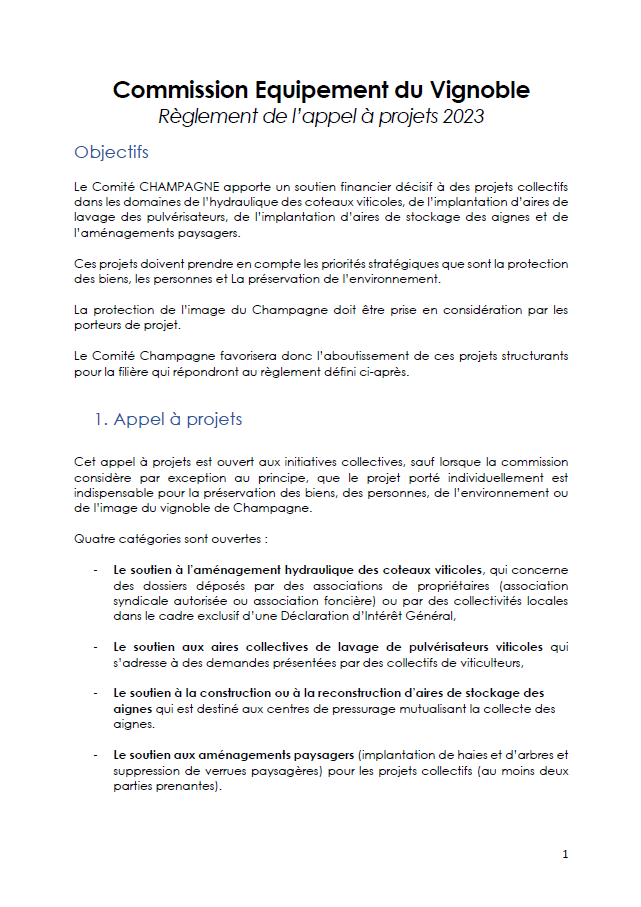 Commission Equipement du Vignoble
Règlement de l'appel à projets 2023
Objectifs
Le Comité CHAMPAGNE apporte un soutien financier décisif à des projets collectifs
dans les domaines de l'hydraulique des coteaux viticoles, de l'implantation d'aires de
lavage des pulvérisateurs, de l'implantation d'aires de stockage des aignes et de
l'aménagements paysagers.
Ces projets doivent prendre en compte les priorités stratégiques que sont la protection
des biens, les personnes et La préservation de l'environnement.
La protection de l'image du Champagne doit être prise en considération par les
porteurs de projet.
Le Comité Champagne favorisera donc l'aboutissement de ces projets structurants
pour la filière qui répondront au règlement défini ci-après.
1. Appel à projets
Cet appel à projets est ouvert aux initiatives collectives, sauf lorsque la commission
considère par exception au principe, que le projet porté individuellement est
indispensable pour la préservation des biens, des personnes, de l'environnement ou
de l'image du vignoble de Champagne.
Quatre catégories sont ouvertes :
- Le soutien à l'aménagement hydraulique des coteaux viticoles, qui concerne
des dossiers déposés par des associations de propriétaires (association
syndicale autorisée ou association foncière) ou par des collectivités locales
dans le cadre exclusif d'une Déclaration d'Intérêt Général,
- Le soutien aux aires collectives de lavage de pulvérisateurs viticoles qui
s'adresse à des demandes présentées par des collectifs de viticulteurs,
- Le soutien à la construction ou à la reconstruction d'aires de stockage des
aignes qui est destiné aux centres de pressurage mutualisant la collecte des
aignes.
- Le soutien aux aménagements paysagers (implantation de haies et d'arbres et
suppression de verrues paysagères) pour les projets collectifs (au moins deux
parties prenantes).
1